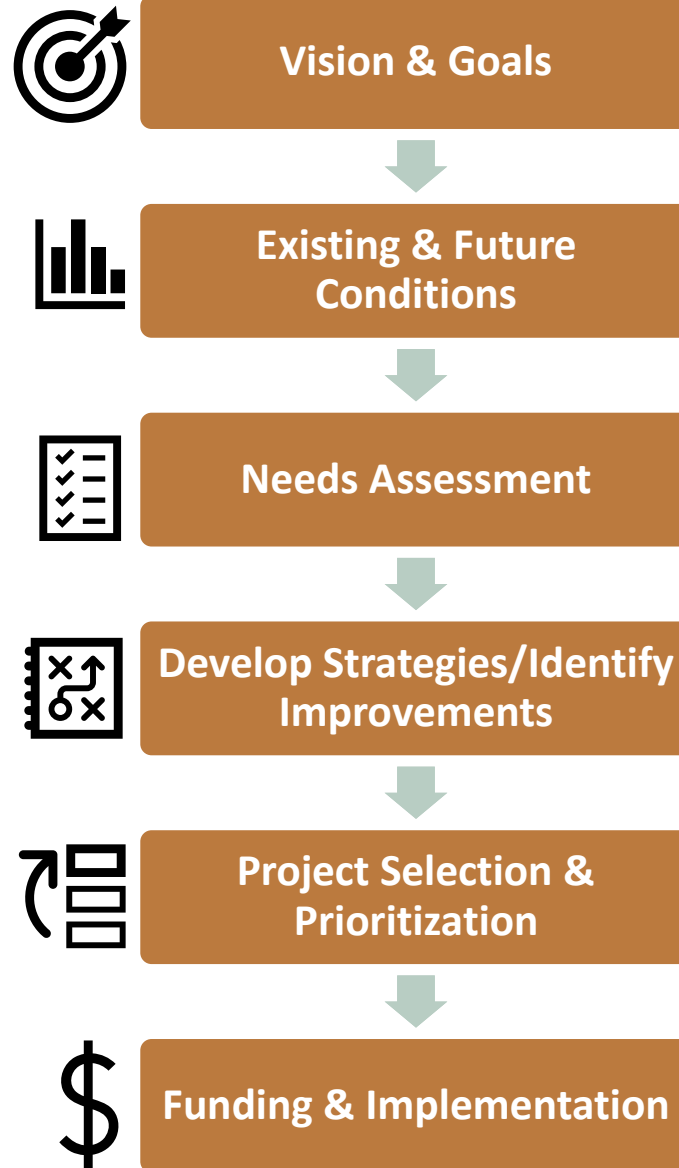 Vision & Goals
Existing & Future
Conditions
Needs Assessment
Develop Strategies/Identify
Improvements
Project Selection &
Prioritization
Funding & Implementation